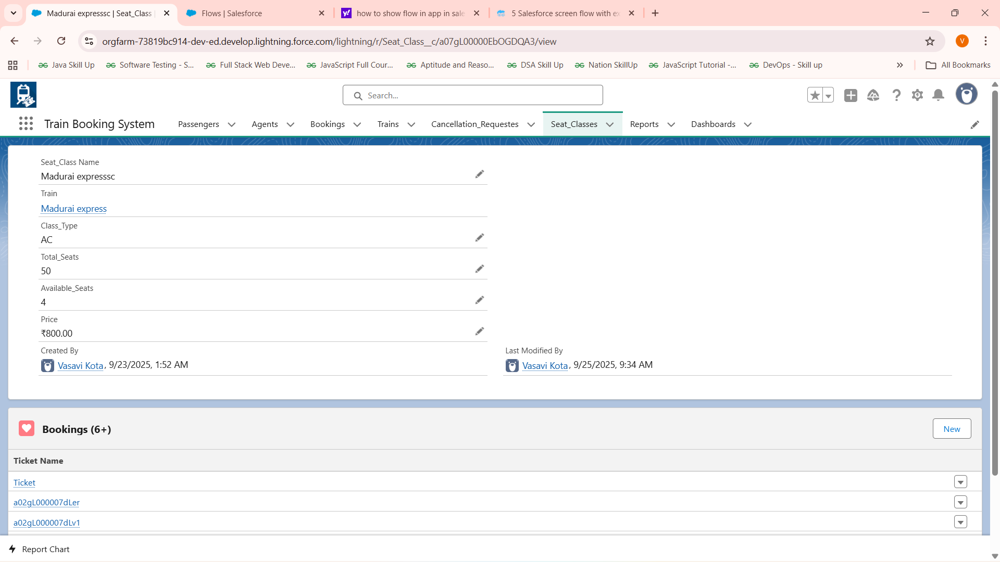 Madurai expresssc | Seat_Class
Flows | Salesforce
how to show flow in app in sale
5 Salesforce screen flow with ex
orgfarm-73819bc914-dev-ed.develop.lightning.force.com/lightning/r/Seat_Class__c/a07gL00000EbOGDQA3/view
V
Java Skill Up
Software Testing - S...
Full Stack Web Deve...
JavaScript Full Cour...
Aptitude and Reaso...
DSA Skill Up
Nation SkillUp
JavaScript Tutorial -...
DevOps - Skill up
All Bookmarks
Search...
Train Booking System
Passengers
Agents
Bookings
Trains
Cancellation_Requestes
Seat_Classes
Reports
Dashboards
Seat_Class Name
Madurai expresssc
Train
Madurai express
Class_Type
AC
Total_Seats
50
Available_Seats
4
Price
₹800.00
Created By
Vasavi Kota, 9/23/2025, 1:52 AM
Last Modified By
Vasavi Kota, 9/25/2025, 9:34 AM
Bookings (6+)
New
Ticket Name
Ticket
a02gL000007dLer
a02gL000007dLv1
Report Chart